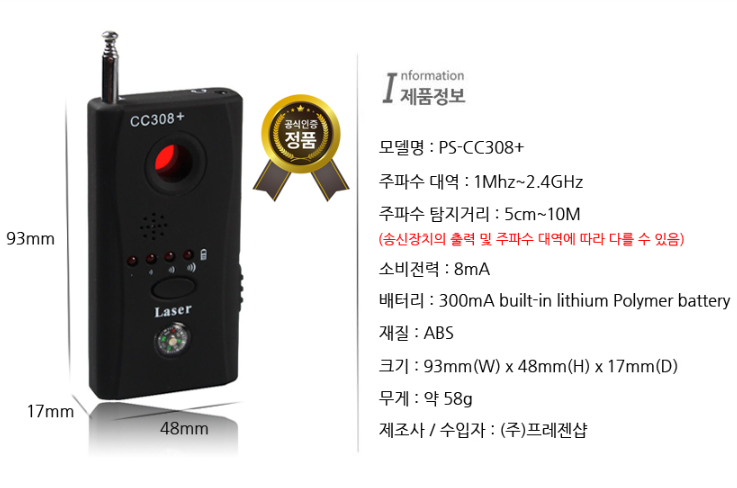 CC308+
Laser
93mm
17mm
48mm
공식인증
정품
Information
제품정보
모델명 : PS-CC308+
주파수 대역 : 1Mhz~2.4GHz
주파수 탐지거리 : 5cm~10M
(송신장치의 출력 및 주파수 대역에 따라 다를 수 있음)
소비전력 : 8mA
배터리 : 300mA built-in lithium Polymer battery
재질 : ABS
크기 : 93mm(W) x 48mm(H) x 17mm(D)
무게 : 약 58g
제조사 / 수입자 : (주)프레젠샵